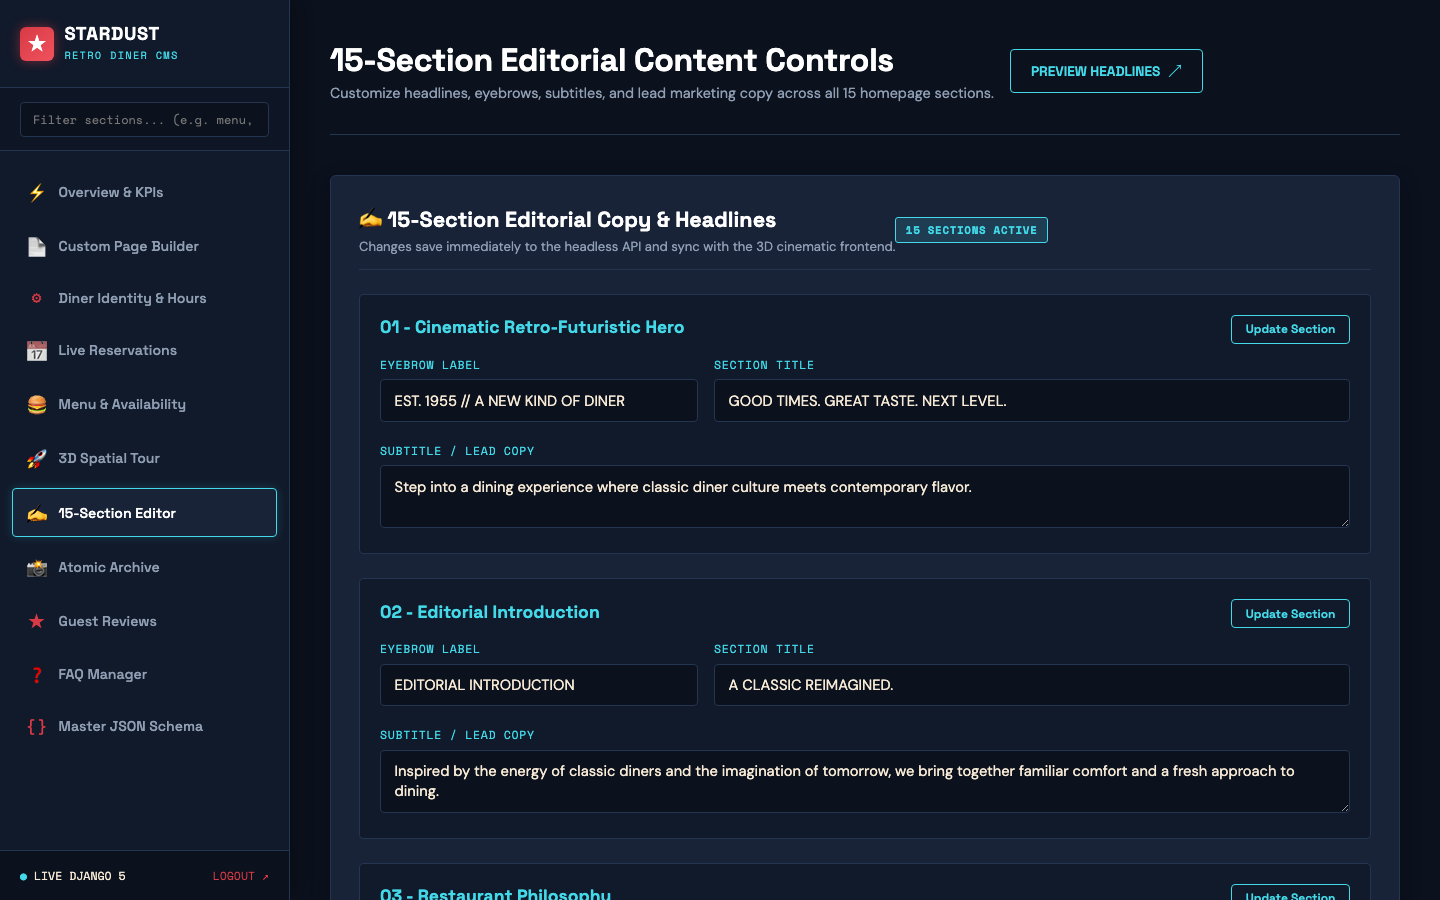 STARDUST
RETRO DINER CMS
Filter sections... (e.g. menu,
Overview & KPIs
Custom Page Builder
Diner Identity & Hours
17
Live Reservations
Menu & Availability
3D Spatial Tour
15-Section Editor
Atomic Archive
Guest Reviews
FAQ Manager
{} Master JSON Schema
LIVE DJANGO 5
LOGOUT ↗
15-Section Editorial Content Controls
Customize headlines, eyebrows, subtitles, and lead marketing copy across all 15 homepage sections.
PREVIEW HEADLINES ↗
15-Section Editorial Copy & Headlines
Changes save immediately to the headless API and sync with the 3D cinematic frontend.
15 SECTIONS ACTIVE
01 - Cinematic Retro-Futuristic Hero
Update Section
EYEBROW LABEL
SECTION TITLE
EST. 1955 // A NEW KIND OF DINER
GOOD TIMES. GREAT TASTE. NEXT LEVEL.
SUBTITLE / LEAD COPY
Step into a dining experience where classic diner culture meets contemporary flavor.
02 - Editorial Introduction
Update Section
EYEBROW LABEL
SECTION TITLE
EDITORIAL INTRODUCTION
A CLASSIC REIMAGINED.
SUBTITLE / LEAD COPY
Inspired by the energy of classic diners and the imagination of tomorrow, we bring together familiar comfort and a fresh approach to
dining.
03 - Restaurant Philosophy
Update Section